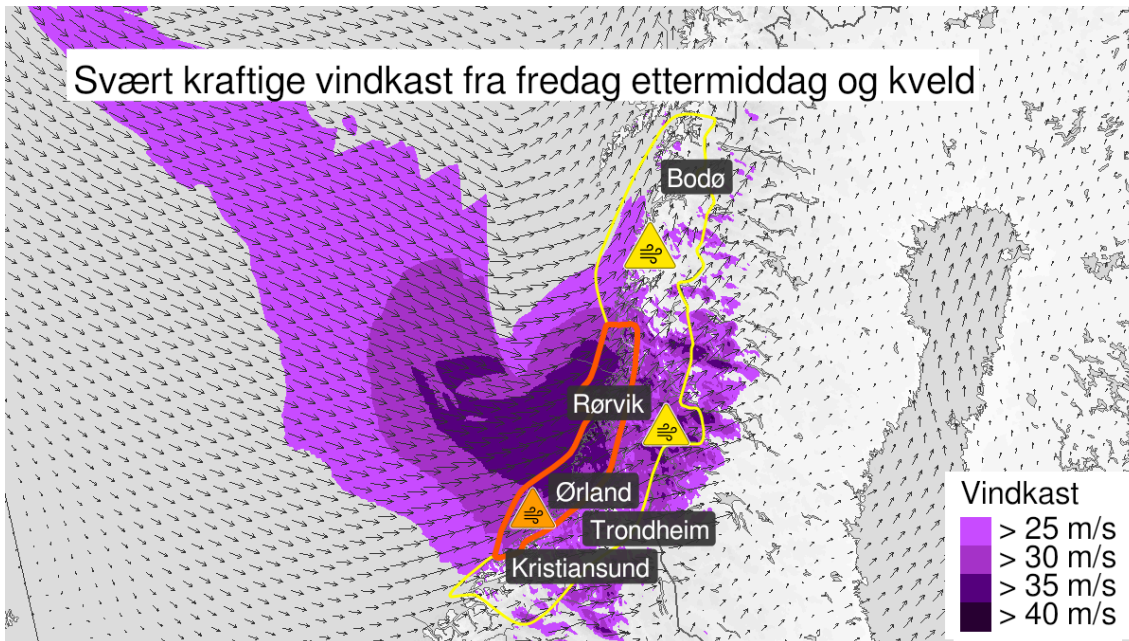 Svært kraftige vindkast fra fredag ettermiddag og kveld
Bodø
Rørvik
Ørland
Trondheim
Kristiansund
Vindkast
> 25 m/s
> 30 m/s
> 35 m/s
> 40 m/s